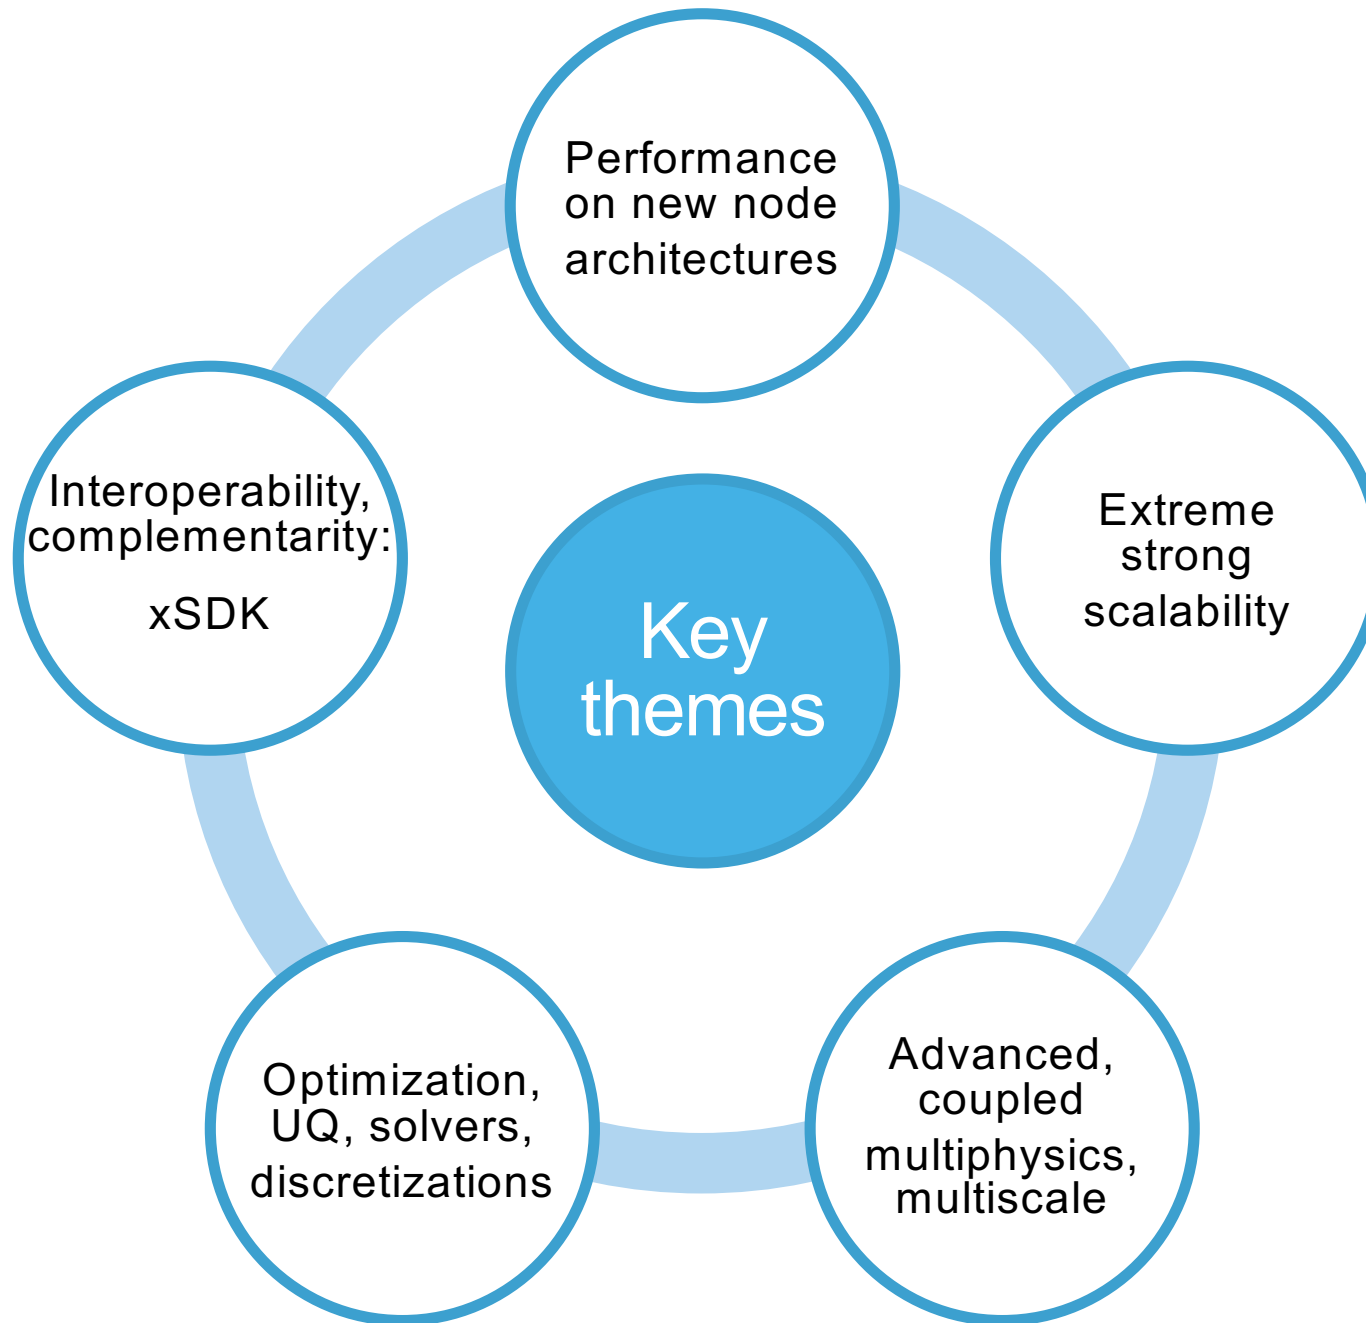 Performance
on new node
architectures
Extreme
strong
scalability
Advanced,
coupled
multiphysics,
multiscale
Optimization,
UQ, solvers,
discretizations
Interoperability,
complementarity:
xSDK
Key
themes